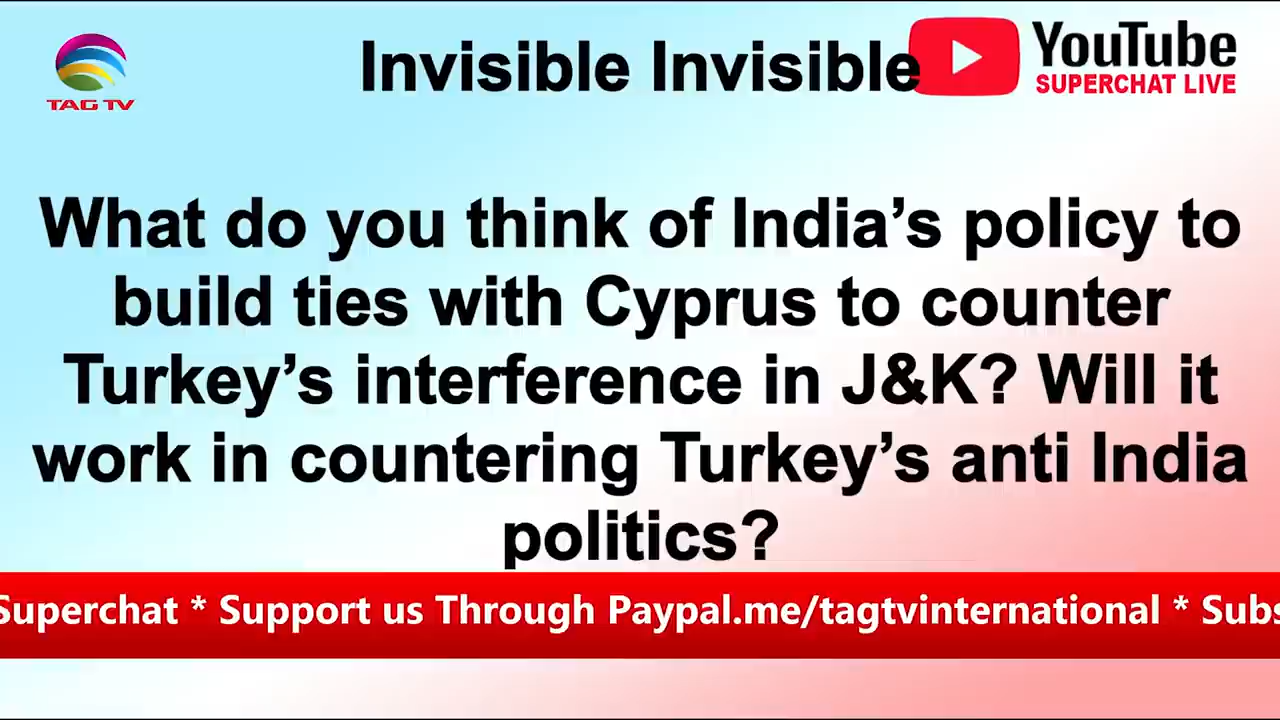 TAG TV
Invisible Invisible
YouTube
SUPERCHAT LIVE
What do you think of India’s policy to
build ties with Cyprus to counter
Turkey’s interference in J&K? Will it
work in countering Turkey’s anti India
politics?
Superchat * Support us Through Paypal.me/tagtvinternational * Subs